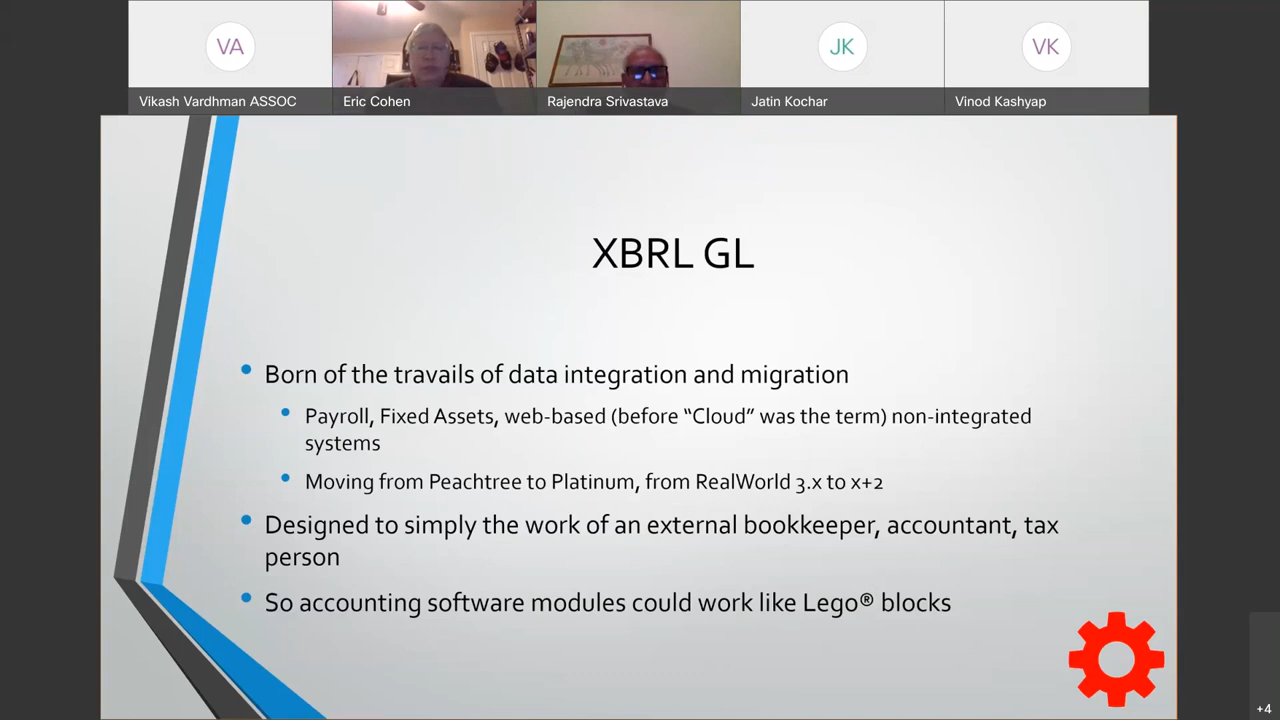 VA
JK
VK
Vikash Vardhman ASSOC
Eric Cohen
Rajendra Srivastava
Jatin Kochar
Vinod Kashyap
XBRL GL
Born of the travails of data integration and migration
Payroll, Fixed Assets, web-based (before “Cloud” was the term) non-integrated
systems
Moving from Peachtree to Platinum, from RealWorld 3.x to x+2
Designed to simply the work of an external bookkeeper, accountant, tax
person
So accounting software modules could work like Lego® blocks
+4